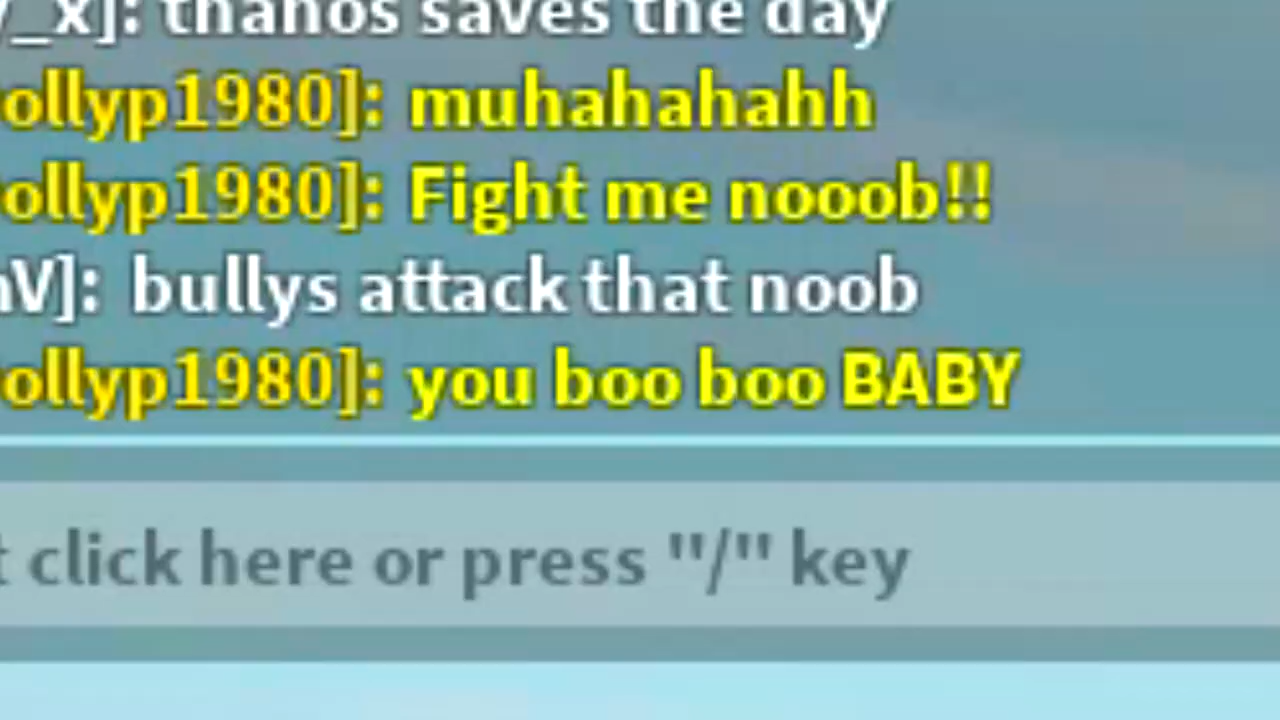 _x]: thanos saves the day
ollyp1980]: muhahahahh
ollyp1980]: Fight me nooob!!
V]: bullys attack that noob
ollyp1980]: you boo boo BABY
click here or press "/" key